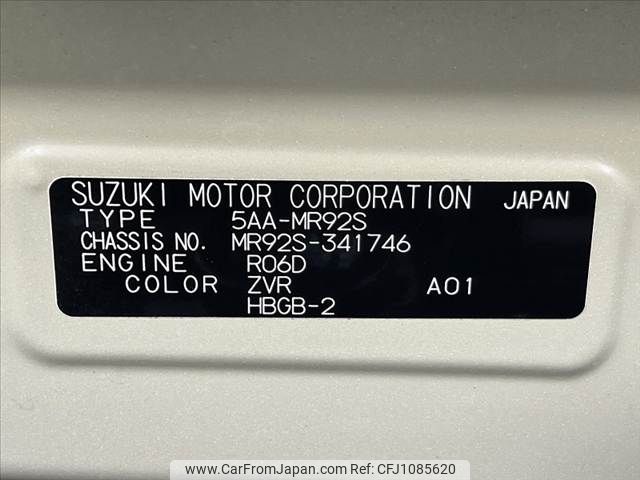 SUZUKI MOTOR CORPORATION JAPAN
TYPE 5AA-MR92S
CHASSIS NO. MR92S-341746
ENGINE R06D
COLOR ZVR A01
HBGB-2
www.CarFromJapan.com CFJ1085620